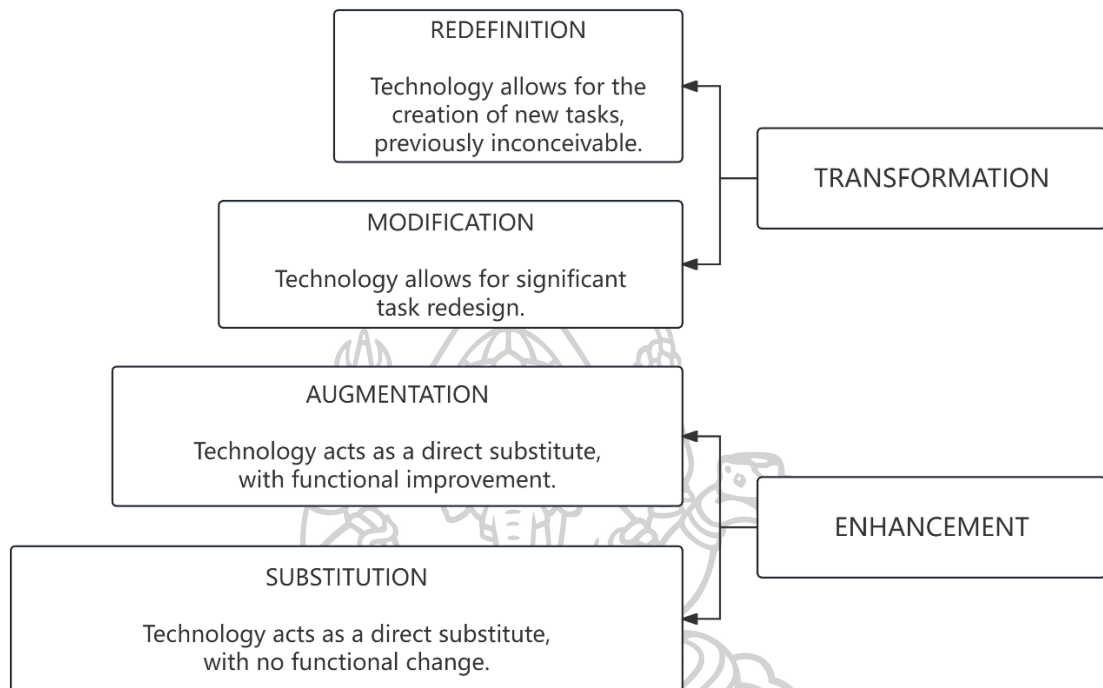 REDEFINITION
Technology allows for the
creation of new tasks,
previously inconceivable.
TRANSFORMATION
MODIFICATION
Technology allows for significant
task redesign.
AUGMENTATION
Technology acts as a direct substitute,
with functional improvement.
ENHANCEMENT
SUBSTITUTION
Technology acts as a direct substitute,
with no functional change.